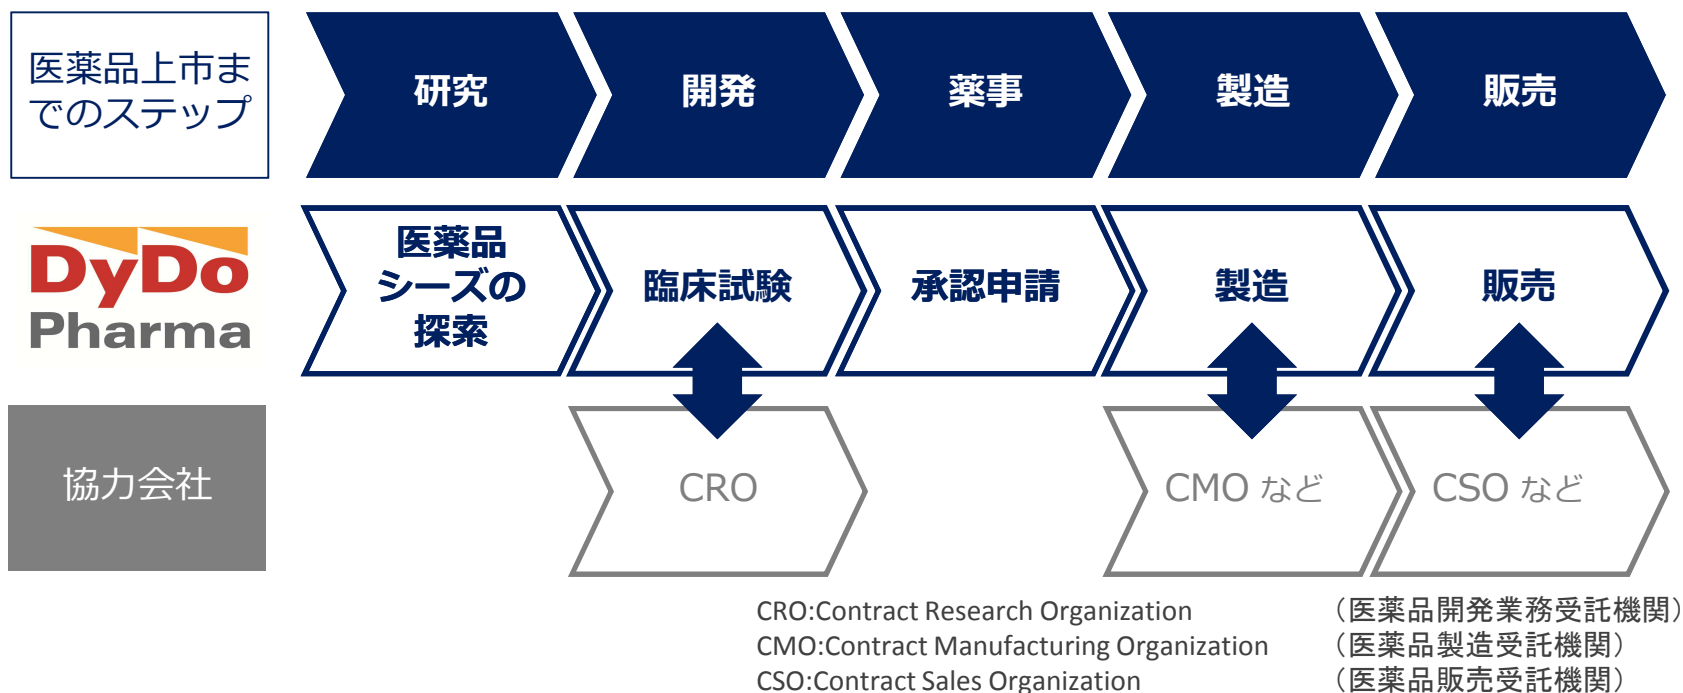 医薬品上市ま
でのステップ
研究
開発
薬事
製造
販売
DyDo
Pharma
医薬品
シーズの
探索
臨床試験
承認申請
製造
販売
協力会社
CRO
CMO など
CSO など
CRO:Contract Research Organization （医薬品開発業務受託機関）
CMO:Contract Manufacturing Organization （医薬品製造受託機関）
CSO:Contract Sales Organization （医薬品販売受託機関）